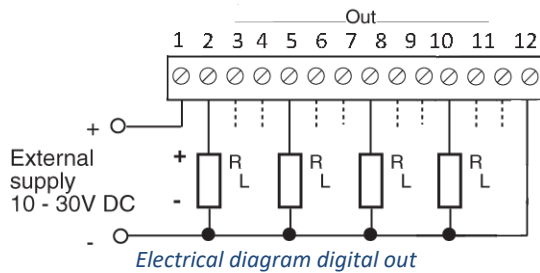 Out
1 2 3 4 5 6 7 8 9 10 11 12
+
External
supply
10 - 30V DC
-
+
-
R
L
R
L
R
L
R
L
Electrical diagram digital out